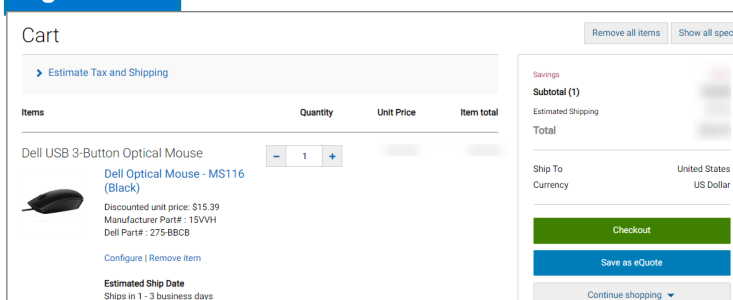 Cart
Remove all items
Show all spec
Estimate Tax and Shipping
Items
Quantity
Unit Price
Item total
Dell USB 3-Button Optical Mouse
- 1 +
Dell Optical Mouse - MS116
(Black)
Discounted unit price: $15.39
Manufacturer Part# : 15VVH
Dell Part# : 275-BBCB
Configure | Remove item
Estimated Ship Date
Ships in 1 - 3 business days
Savings
Subtotal (1)
Estimated Shipping
Total
Ship To United States
Currency US Dollar
Checkout
Save as eQuote
Continue shopping